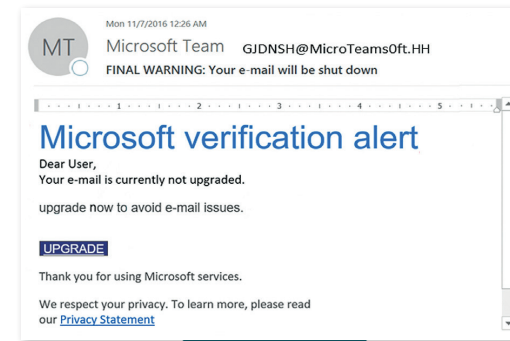 Mon 11/7/2016 12:26 AM
MT
Microsoft Team GJDNSH@MicroTeams0ft.HH
FINAL WARNING: Your e-mail will be shut down
1 2 3 4 5
Microsoft verification alert
Dear User,
Your e-mail is currently not upgraded.
upgrade now to avoid e-mail issues.
UPGRADE
Thank you for using Microsoft services.
We respect your privacy. To learn more, please read
our Privacy Statement